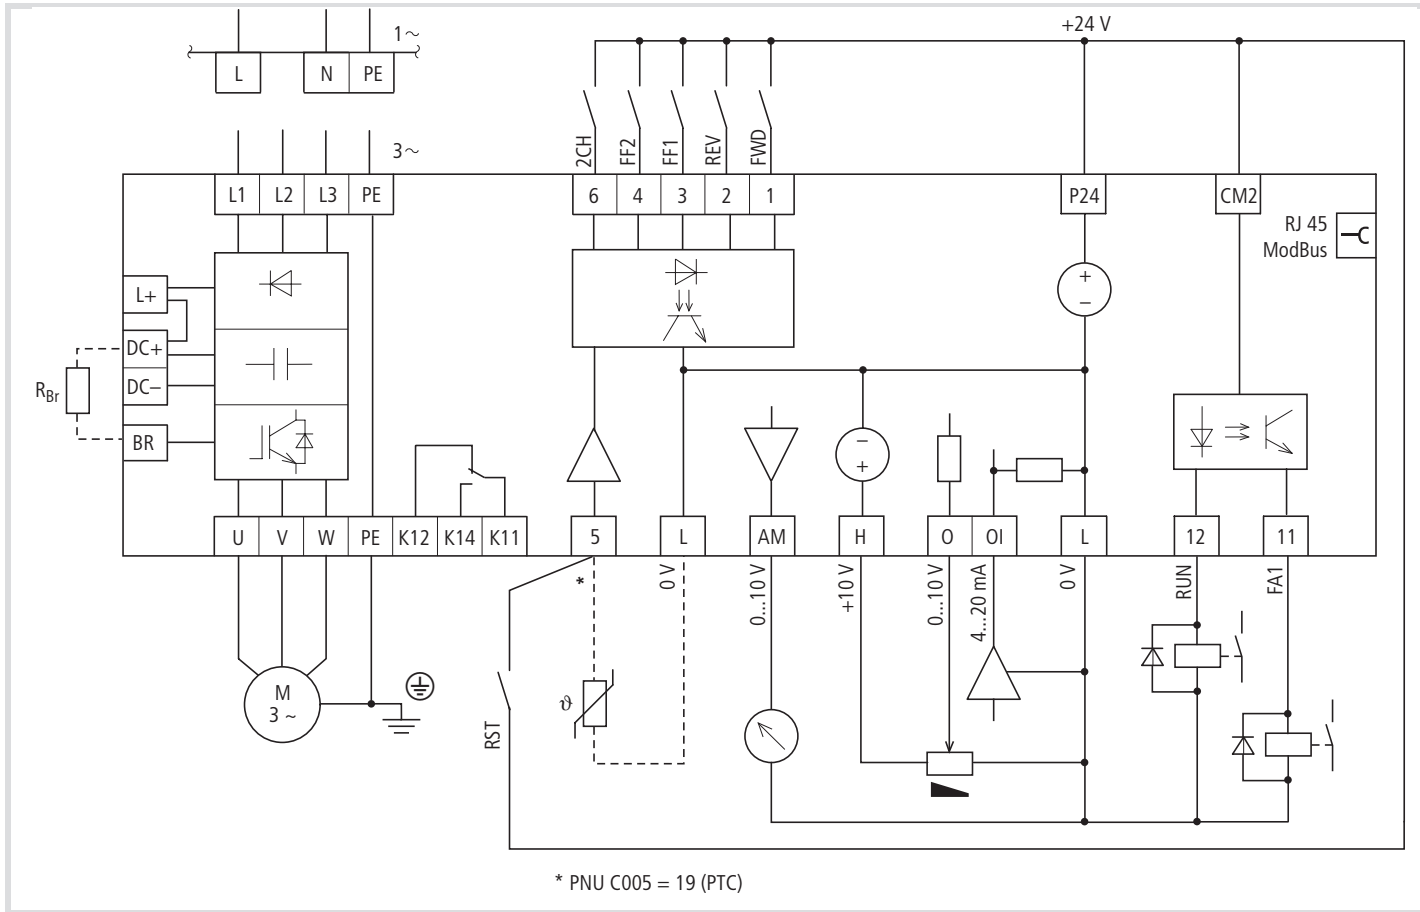 +24 V
1~
L N PE
3~
2CH FF2 FF1 REV FWD
L1 L2 L3 PE 6 4 3 2 1 P24 CM2
RJ 45
ModBus
L+
DC+
DC–
RBr
BR
+
–
–
+
U V W PE K12 K14 K11 5 L AM H O OI L 12 11
* 0 V 0...10 V +10 V 0...10 V 4...20 mA 0 V RUN FA1
M
3 ~
ϑ
RST
* PNU C005 = 19 (PTC)